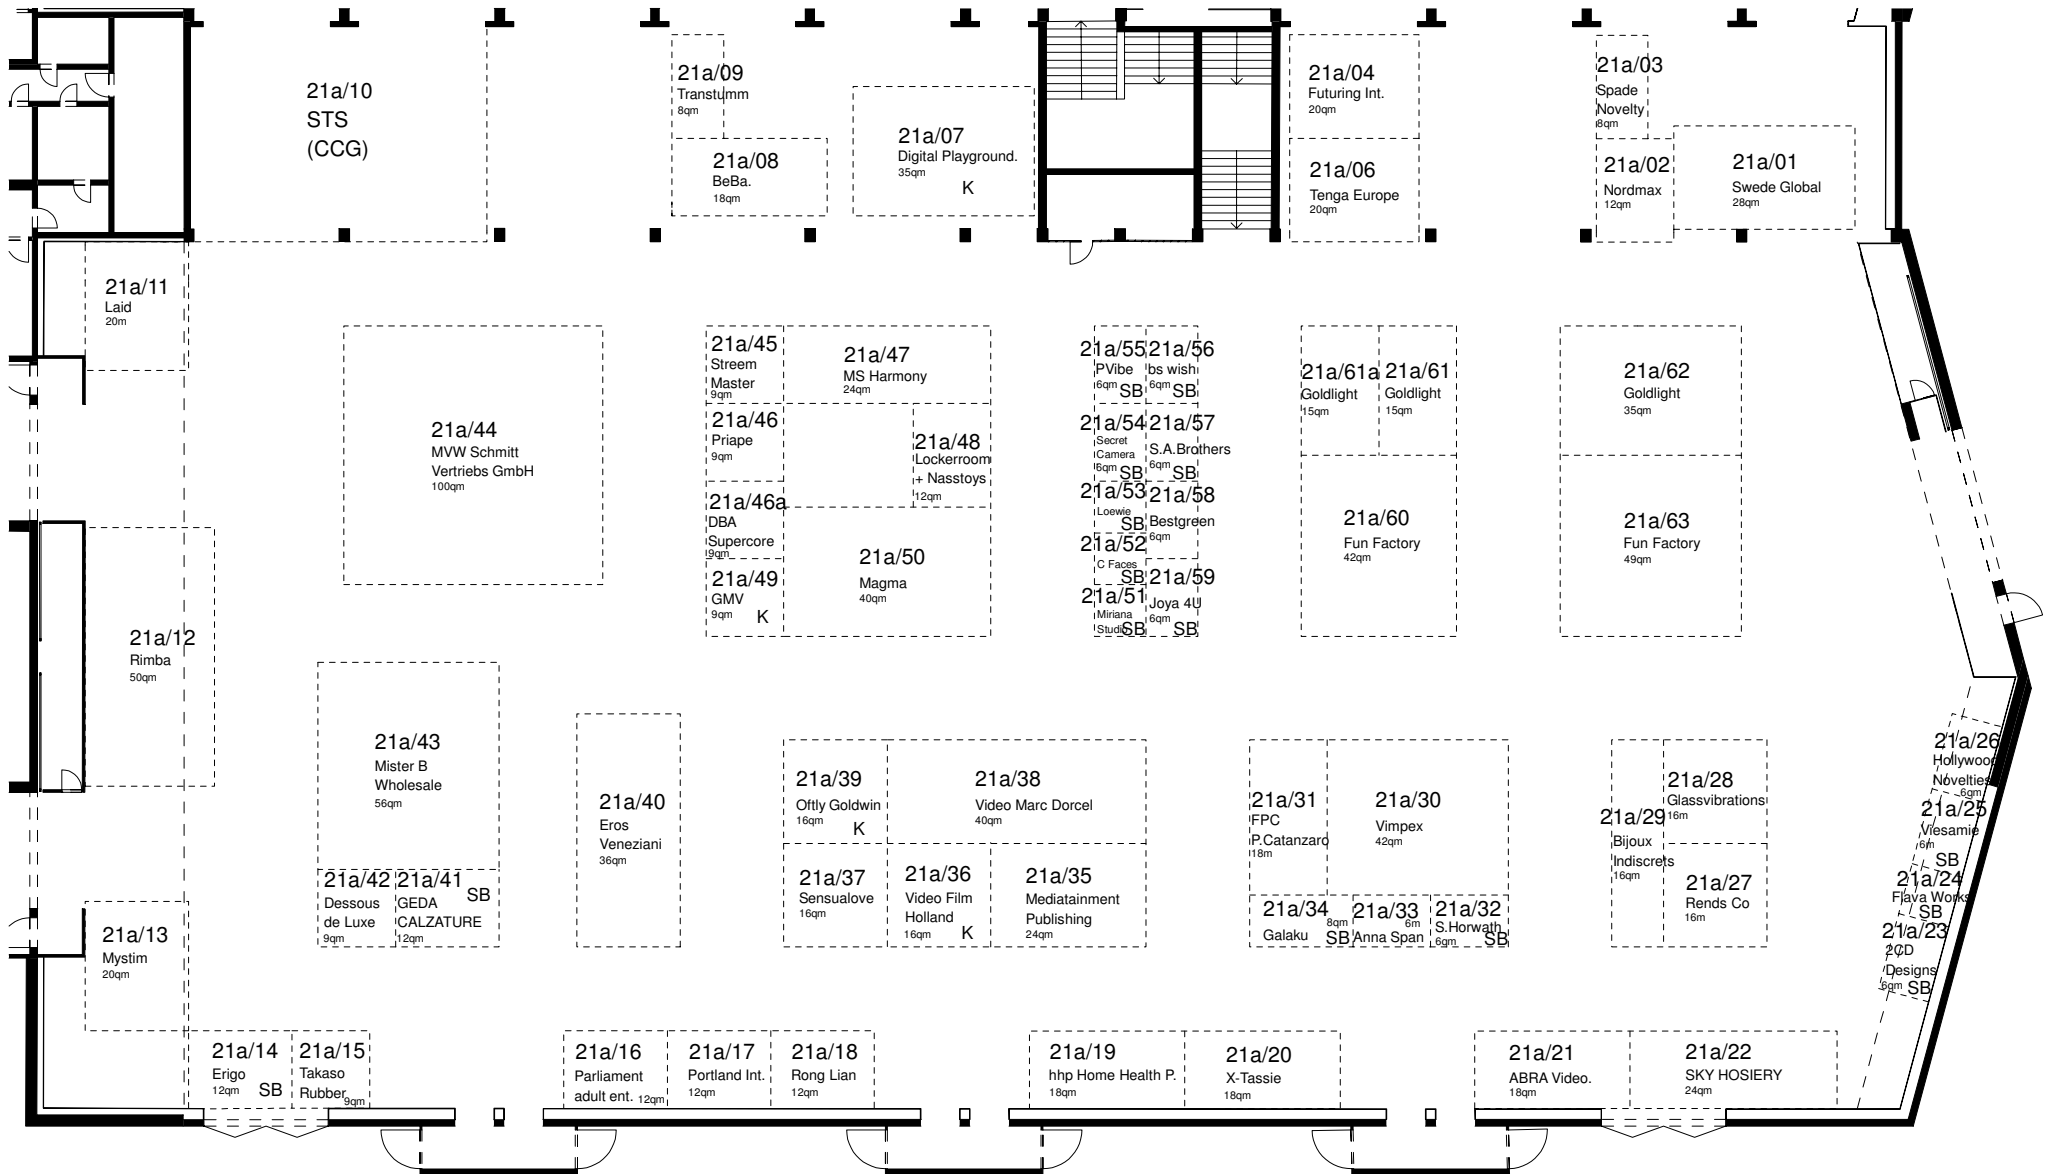 21a/10
STS
(CCG)
21a/09
Transtumm
8qm
21a/08
BeBa.
18qm
21a/07
Digital Playground.
35qm
K
21a/04
Futuring Int.
20qm
21a/06
Tenga Europe
20qm
21a/03
Spade
Novelty
8qm
21a/02
Nordmax
12qm
21a/01
Swede Global
28qm
21a/11
Laid
20m
21a/44
MVW Schmitt
Vertriebs GmbH
100qm
21a/45
Streem
Master
9qm
21a/47
MS Harmony
24qm
21a/46
Priape
9qm
21a/48
Lockerroom
+ Nasstoys
12qm
21a/46a
DBA
Supercore
9qm
21a/49
GMV
9qm
K
21a/50
Magma
40qm
21a/55
PVibe
6qm
SB
21a/56
bs wish
6qm
SB
21a/54
Secret
Camera
6qm
SB
21a/57
S.A.Brothers
6qm
SB
21a/53
Loewie
SB
21a/58
Bestgreen
6qm
21a/52
C Faces
SB
21a/59
Joya 4U
6qm
SB
21a/51
Miriana
Studio
SB
21a/61a
Goldlight
15qm
21a/61
Goldlight
15qm
21a/60
Fun Factory
42qm
21a/62
Goldlight
35qm
21a/63
Fun Factory
49qm
21a/12
Rimba
50qm
21a/43
Mister B
Wholesale
56qm
21a/42
Dessous
de Luxe
9qm
21a/41
SB
GEDA
CALZATURE
12qm
21a/40
Eros
Veneziani
36qm
21a/39
Oftly Goldwin
16qm
K
21a/38
Video Marc Dorcel
40qm
21a/37
Sensualove
16qm
21a/36
Video Film
Holland
16qm
K
21a/35
Mediatainment
Publishing
24qm
21a/31
FPC
P.Catanzaro
18m
21a/30
Vimpex
42qm
21a/34
8qm
Galaku
SB
21a/33
6m
Anna Span
21a/32
S.Horwath
6qm
SB
21a/29
Bijoux
Indiscrets
16qm
21a/28
Glassvibrations
16m
21a/27
Rends Co
16m
21a/26
Hollywood
Novelties
6qm
21a/25
Viesamie
6m
SB
21a/24
Flava Works
SB
21a/23
2CD
Designs
6qm
SB
21a/13
Mystim
20qm
21a/14
Erigo
12qm
SB
21a/15
Takaso
Rubber
9qm
21a/16
Parliament
adult ent. 12qm
21a/17
Portland Int.
12qm
21a/18
Rong Lian
12qm
21a/19
hhp Home Health P.
18qm
21a/20
X-Tassie
18qm
21a/21
ABRA Video.
18qm
21a/22
SKY HOSIERY
24qm